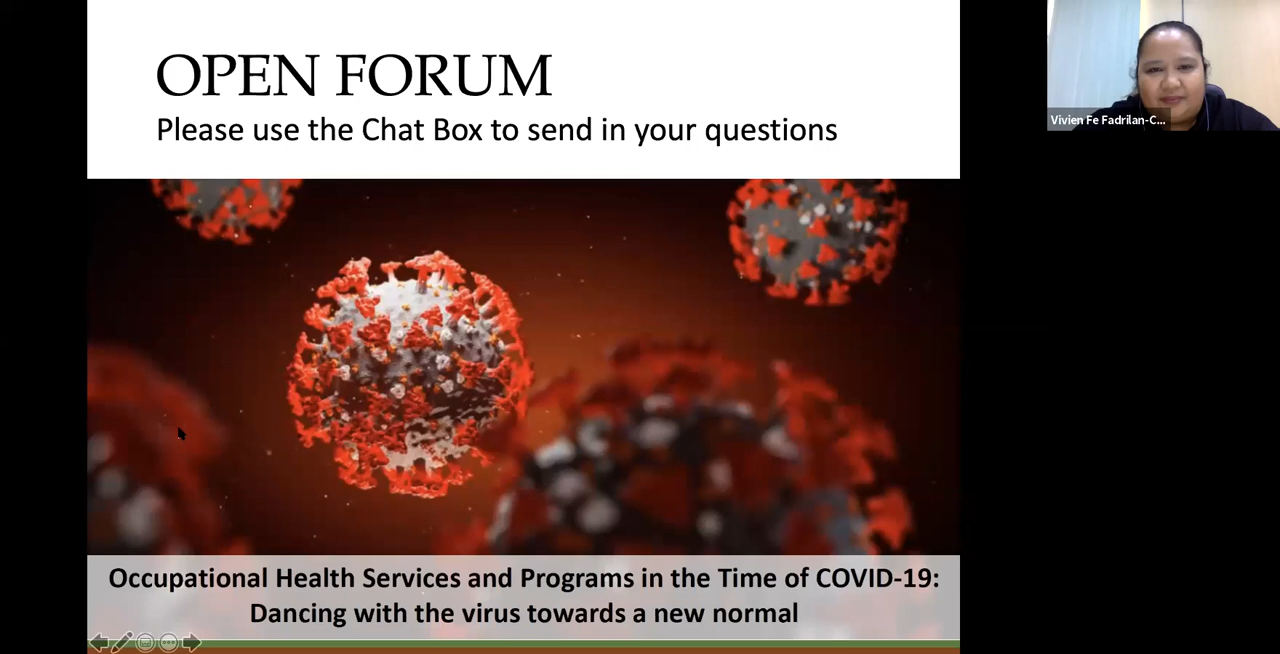 OPEN FORUM
Please use the Chat Box to send in your questions
Vivien Fe Fadrilan-C...
Occupational Health Services and Programs in the Time of COVID-19:
Dancing with the virus towards a new normal